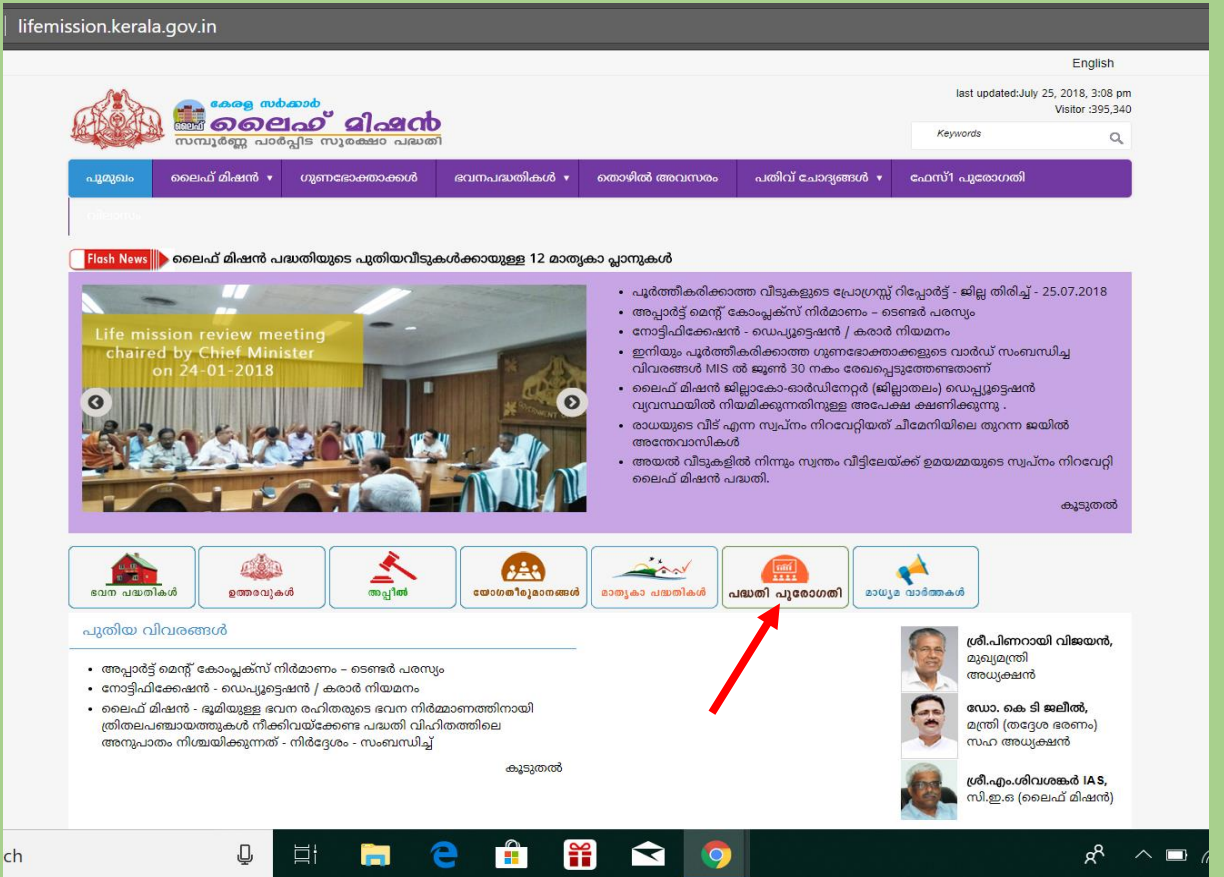 lifemission.kerala.gov.in
English
last updated:July 25, 2018, 3:08 pm
Visitor :395,340
Keywords
കേരള സർക്കാർ
ലൈഫ്
ലൈഫ് മിഷൻ
സമ്പൂർണ്ണ പാർപ്പിട സുരക്ഷാ പദ്ധതി
പൂമുഖം ലൈഫ് മിഷൻ ഗുണഭോക്താക്കൾ ഭവനപദ്ധതികൾ തൊഴിൽ അവസരം പതിവ് ചോദ്യങ്ങൾ ഫേസ്1 പുരോഗതി
Flash News ലൈഫ് മിഷൻ പദ്ധതിയുടെ പുതിയവീടുകൾക്കായുള്ള 12 മാതൃകാ പ്ലാനുകൾ
Life mission review meeting
chaired by Chief Minister
on 24-01-2018
• പൂർത്തീകരിക്കാത്ത വീടുകളുടെ പ്രോഗ്രസ്സ് റിപ്പോർട്ട് - ജില്ല തിരിച്ച് - 25.07.2018
• അപ്പാർട്ട് മെന്റ് കോംപ്ലക്സ് നിർമാണം – ടെണ്ടർ പരസ്യം
• നോട്ടിഫിക്കേഷൻ - ഡെപ്യൂട്ടെഷൻ / കരാർ നിയമനം
• ഇനിയും പൂർത്തീകരിക്കാത്ത ഗുണഭോക്താക്കളുടെ വാർഡ് സംബന്ധിച്ച
വിവരങ്ങൾ MIS ൽ ജൂൺ 30 നകം രേഖപ്പെടുത്തേണ്ടതാണ്
• ലൈഫ് മിഷൻ ജില്ലാകോ-ഓർഡിനേറ്റർ (ജില്ലാതലം) ഡെപ്യൂട്ടെഷൻ
വ്യവസ്ഥയിൽ നിയമിക്കുന്നതിനുള്ള അപേക്ഷ ക്ഷണിക്കുന്നു .
• രാധയുടെ വീട് എന്ന സ്വപ്നം നിറവേറ്റിയത് ചീമേനിയിലെ തുറന്ന ജയിൽ
അന്തേവാസികൾ
• അയൽ വീടുകളിൽ നിന്നും സ്വന്തം വീട്ടിലേയ്ക്ക് ഉമയമ്മയുടെ സ്വപ്നം നിറവേറ്റി
ലൈഫ് മിഷൻ പദ്ധതി.
കൂടുതൽ
ഭവന പദ്ധതികൾ ഉത്തരവുകൾ അപ്പീൽ യോഗതീരുമാനങ്ങൾ മാതൃകാ പദ്ധതികൾ പദ്ധതി പുരോഗതി മാധ്യമ വാർത്തകൾ
പുതിയ വിവരങ്ങൾ
• അപ്പാർട്ട് മെന്റ് കോംപ്ലക്സ് നിർമാണം – ടെണ്ടർ പരസ്യം
• നോട്ടിഫിക്കേഷൻ - ഡെപ്യൂട്ടെഷൻ / കരാർ നിയമനം
• ലൈഫ് മിഷൻ - ഭൂമിയുള്ള ഭവന രഹിതരുടെ ഭവന നിർമ്മാണത്തിനായി
ത്രിതലപഞ്ചായത്തുകൾ നീക്കിവയ്ക്കേണ്ട പദ്ധതി വിഹിതത്തിലെ
അനുപാതം നിശ്ചയിക്കുന്നത് - നിർദ്ദേശം - സംബന്ധിച്ച്
കൂടുതൽ
ശ്രീ.പിണറായി വിജയൻ,
മുഖ്യമന്ത്രി
അധ്യക്ഷൻ
ഡോ. കെ ടി ജലീൽ,
മന്ത്രി (തദ്ദേശ ഭരണം)
സഹ അധ്യക്ഷൻ
ശ്രീ.എം.ശിവശങ്കർ IAS,
സി.ഇ.ഒ (ലൈഫ് മിഷൻ)
ch